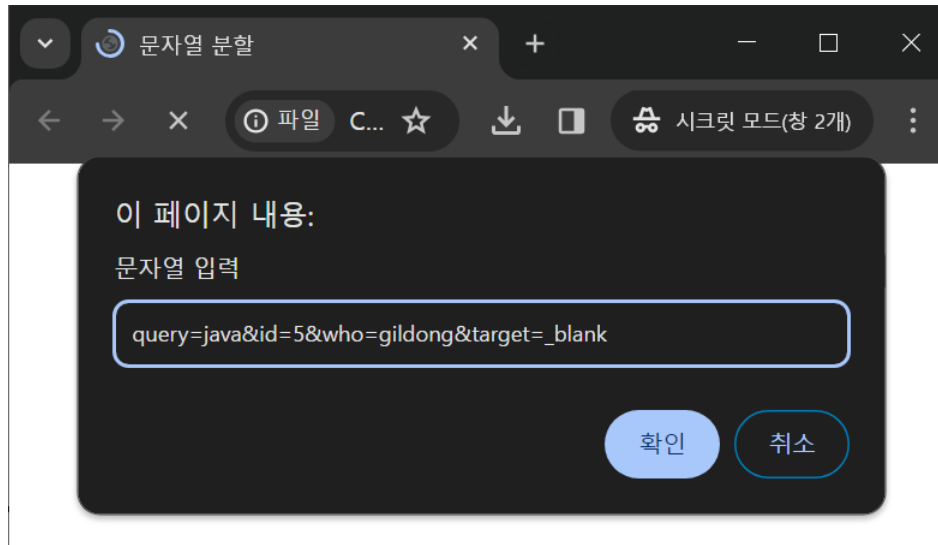 문자열 분할
파일 C... 시크릿 모드(창 2개)
이 페이지 내용:
문자열 입력
query=java&id=5&who=gildong&target=_blank
확인 취소